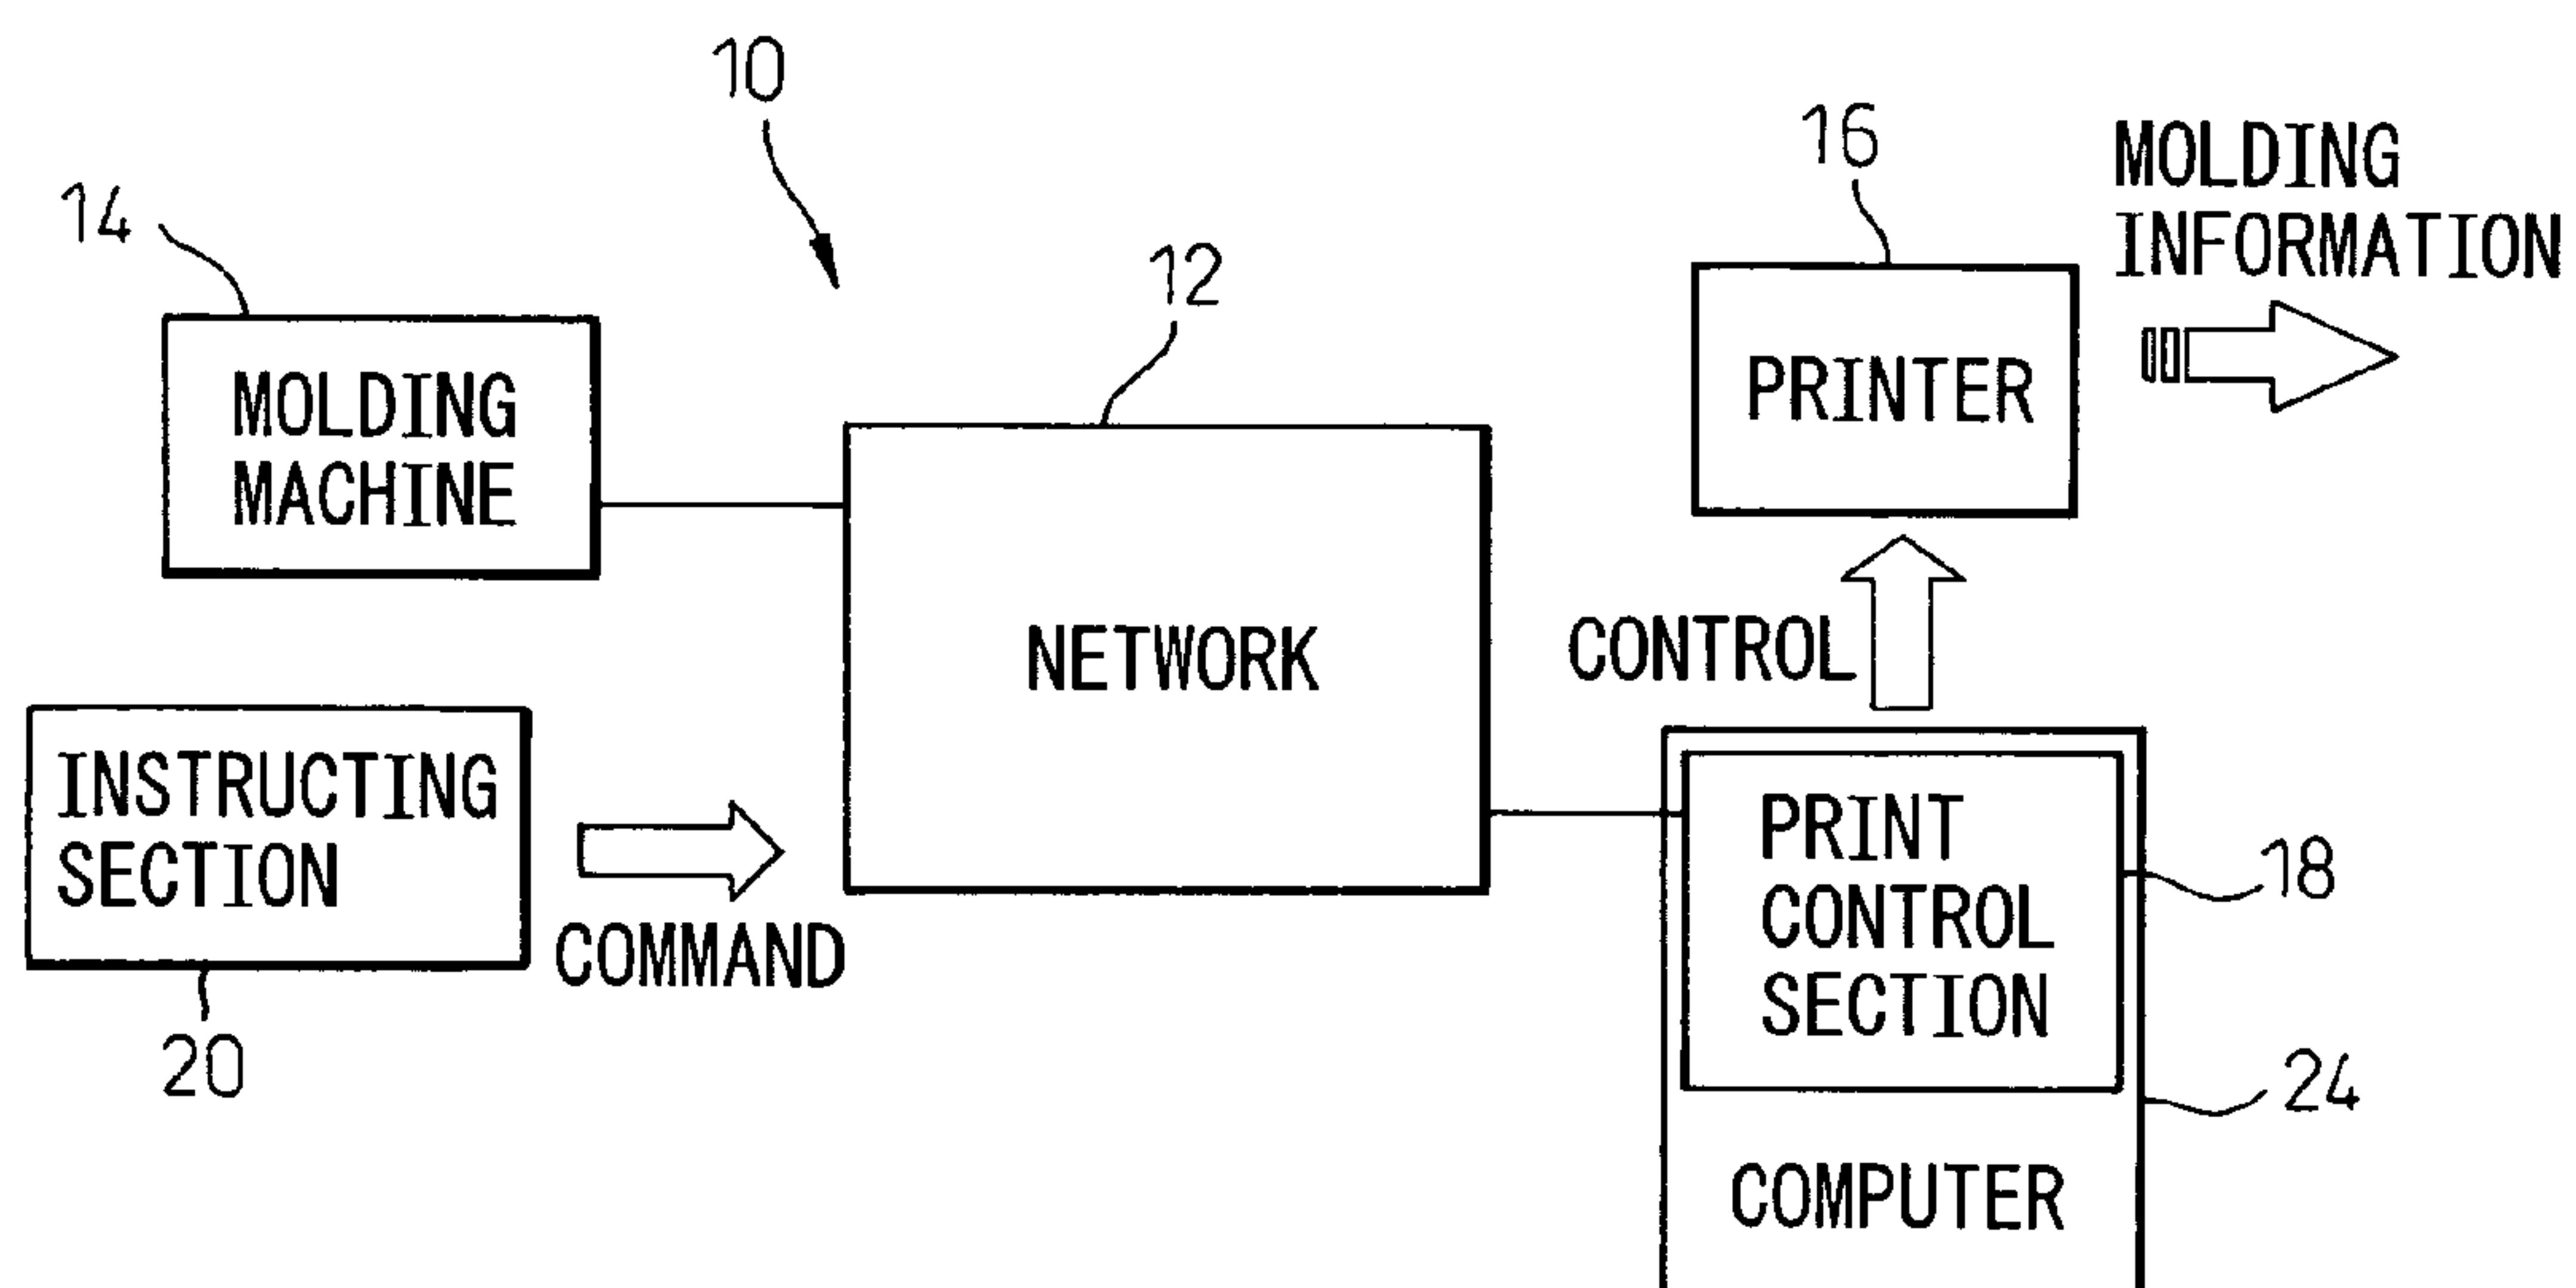 10
16
MOLDING
INFORMATION
14
12
MOLDING
MACHINE
PRINTER
NETWORK
CONTROL
INSTRUCTING
SECTION
COMMAND
20
PRINT
CONTROL
SECTION
18
24
COMPUTER